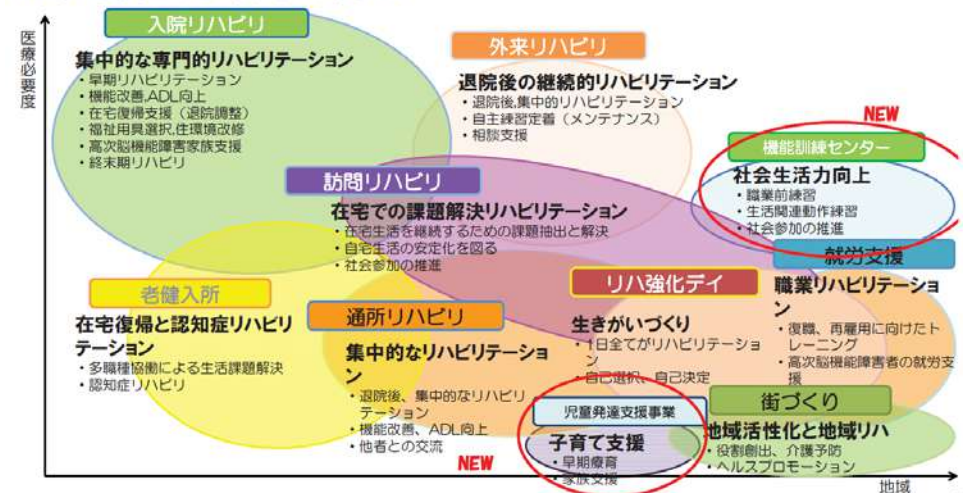 医療必要度
入院リハビリ
集中的な専門的リハビリテーション
・早期リハビリテーション
・機能改善,ADL向上
・在宅復帰支援（退院調整）
・福祉用具選択,住環境改修
・高次脳機能障害家族支援
・終末期リハビリ
外来リハビリ
退院後の継続的リハビリテーション
・退院後,集中的リハビリテーション
・自主練習定着（メンテナンス）
・相談支援
NEW
機能訓練センター
社会生活力向上
・職業前練習
・生活関連動作練習
・社会参加の推進
訪問リハビリ
在宅での課題解決リハビリテーション
・在宅生活を継続するための課題抽出と解決
・自宅生活の安定化を図る
・社会参加の推進
就労支援
職業リハビリテーショ
ン
・復職、再雇用に向けたト
レーニング
・高次脳機能障害者の就労支
援
老健入所
在宅復帰と認知症リハビリ
テーション
・多職種協働による生活課題解決
・認知症リハビリ
通所リハビリ
集中的なリハビリテーショ
ン
・退院後、集中的なリハビリ
テーション
・機能改善、ADL向上
・他者との交流
リハ強化デイ
生きがいづくり
・1日全てがリハビリテーショ
ン
・自己選択、自己決定
児童発達支援事業
子育て支援
・早期療育
・家族支援
NEW
街づくり
地域活性化と地域リハ
・役割創出、介護予防
・ヘルスプロモーション
地域